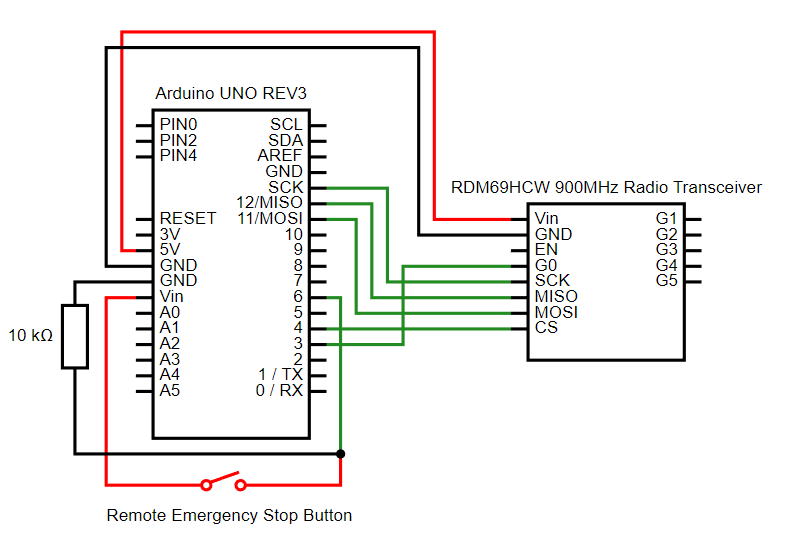 Arduino UNO REV3
PIN0
PIN2
PIN4
RESET
3V
5V
GND
GND
Vin
A0
A1
A2
A3
A4
A5
SCL
SDA
AREF
GND
SCK
12/MISO
11/MOSI
10
9
8
7
6
5
4
3
2
1 / TX
0 / RX
10 kΩ
RDM69HCW 900MHz Radio Transceiver
Vin
GND
EN
G0
SCK
MISO
MOSI
CS
G1
G2
G3
G4
G5
Remote Emergency Stop Button